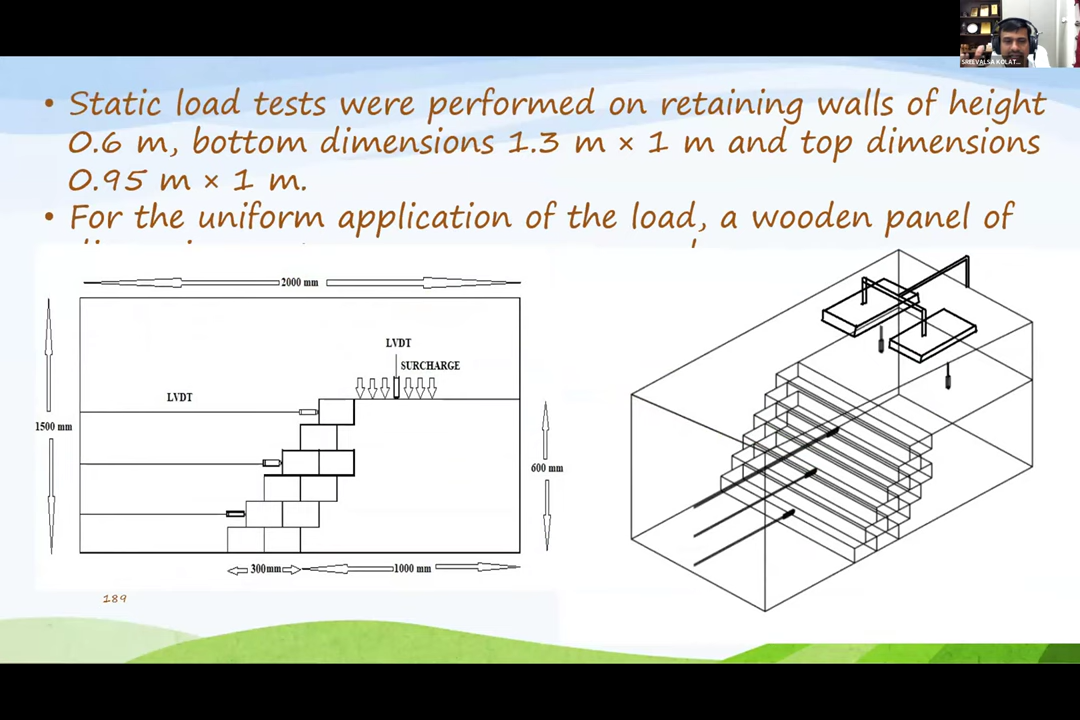 SREEVALSA KOLAT...
• Static load tests were performed on retaining walls of height
0.6 m, bottom dimensions 1.3 m × 1 m and top dimensions
0.95 m × 1 m.
• For the uniform application of the load, a wooden panel of
2000 mm
LVDT
SURCHARGE
LVDT
1500 mm
600 mm
300mm
1000 mm
189